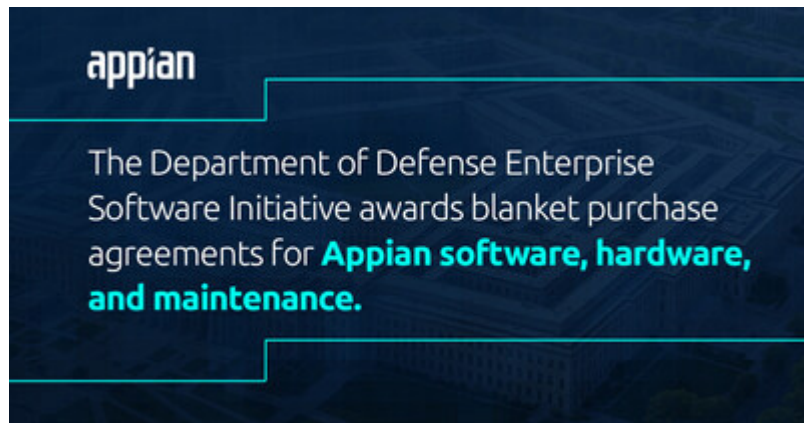 appian
The Department of Defense Enterprise
Software Initiative awards blanket purchase
agreements for Appian software, hardware,
and maintenance.